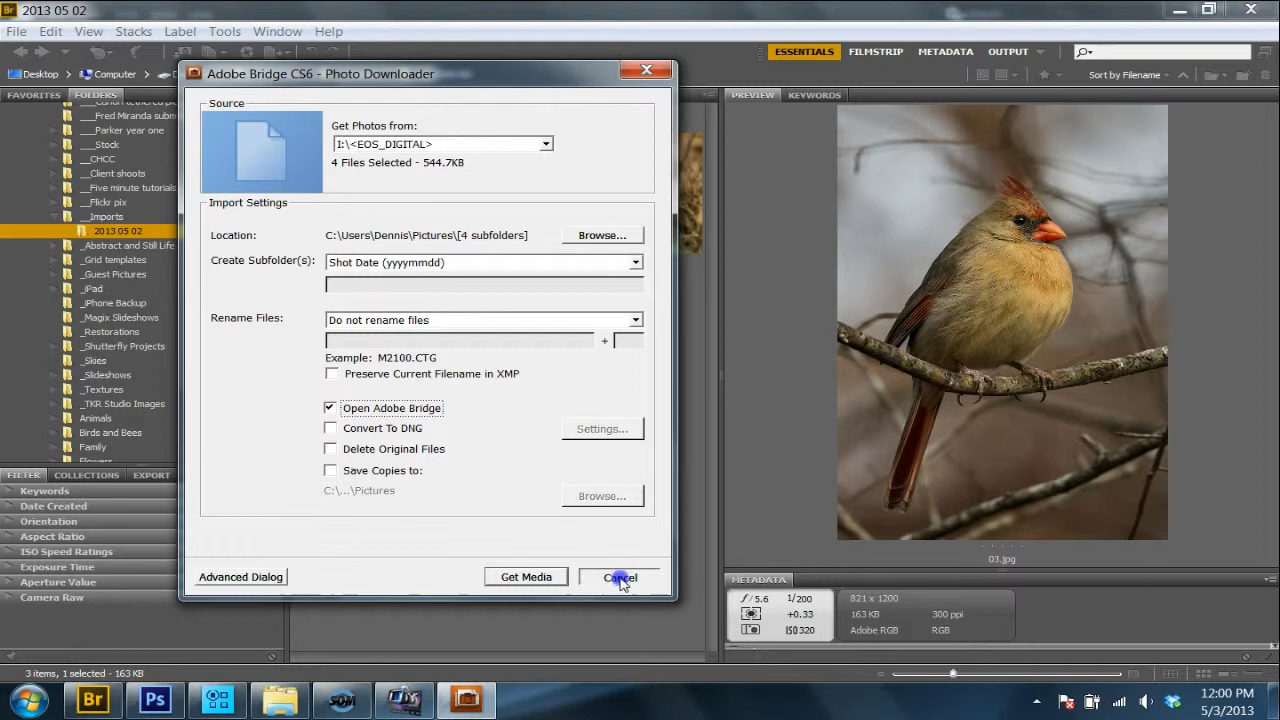 Br 2013 05 02
File Edit View Stacks Label Tools Window Help
ESSENTIALS FILMSTRIP METADATA OUTPUT
Desktop Computer
Sort by Filename
FAVORITES FOLDERS
PREVIEW KEYWORDS
___Fred Miranda subm
___Parker year one
___Stock
__CHCC
__Client shoots
__Five minute tutorials
__Flickr pix
__Imports
2013 05 02
_Abstract and Still Life
_Grid templates
_Guest Pictures
_iPad
_iPhone Backup
_Magix Slideshows
_Restorations
_Shutterfly Projects
_Skies
_Slideshows
_Textures
_TKR Studio Images
Animals
Birds and Bees
Family
FILTER COLLECTIONS EXPORT
Keywords
Date Created
Orientation
Aspect Ratio
ISO Speed Ratings
Exposure Time
Aperture Value
Camera Raw
Adobe Bridge CS6 - Photo Downloader
Source
Get Photos from:
I:\<EOS_DIGITAL>
4 Files Selected - 544.7KB
Import Settings
Location: C:\Users\Dennis\Pictures\[4 subfolders] Browse...
Create Subfolder(s): Shot Date (yyyymmdd)
Rename Files: Do not rename files
+
Example: M2100.CTG
Preserve Current Filename in XMP
Open Adobe Bridge
Convert To DNG Settings...
Delete Original Files
Save Copies to:
C:\...\Pictures Browse...
Advanced Dialog Get Media Cancel
03.jpg
METADATA
f/5.6 1/200
+0.33
ISO320
821 x 1200
163 KB 300 ppi
Adobe RGB RGB
3 items, 1 selected - 163 KB
Br Ps SQM
12:00 PM
5/3/2013